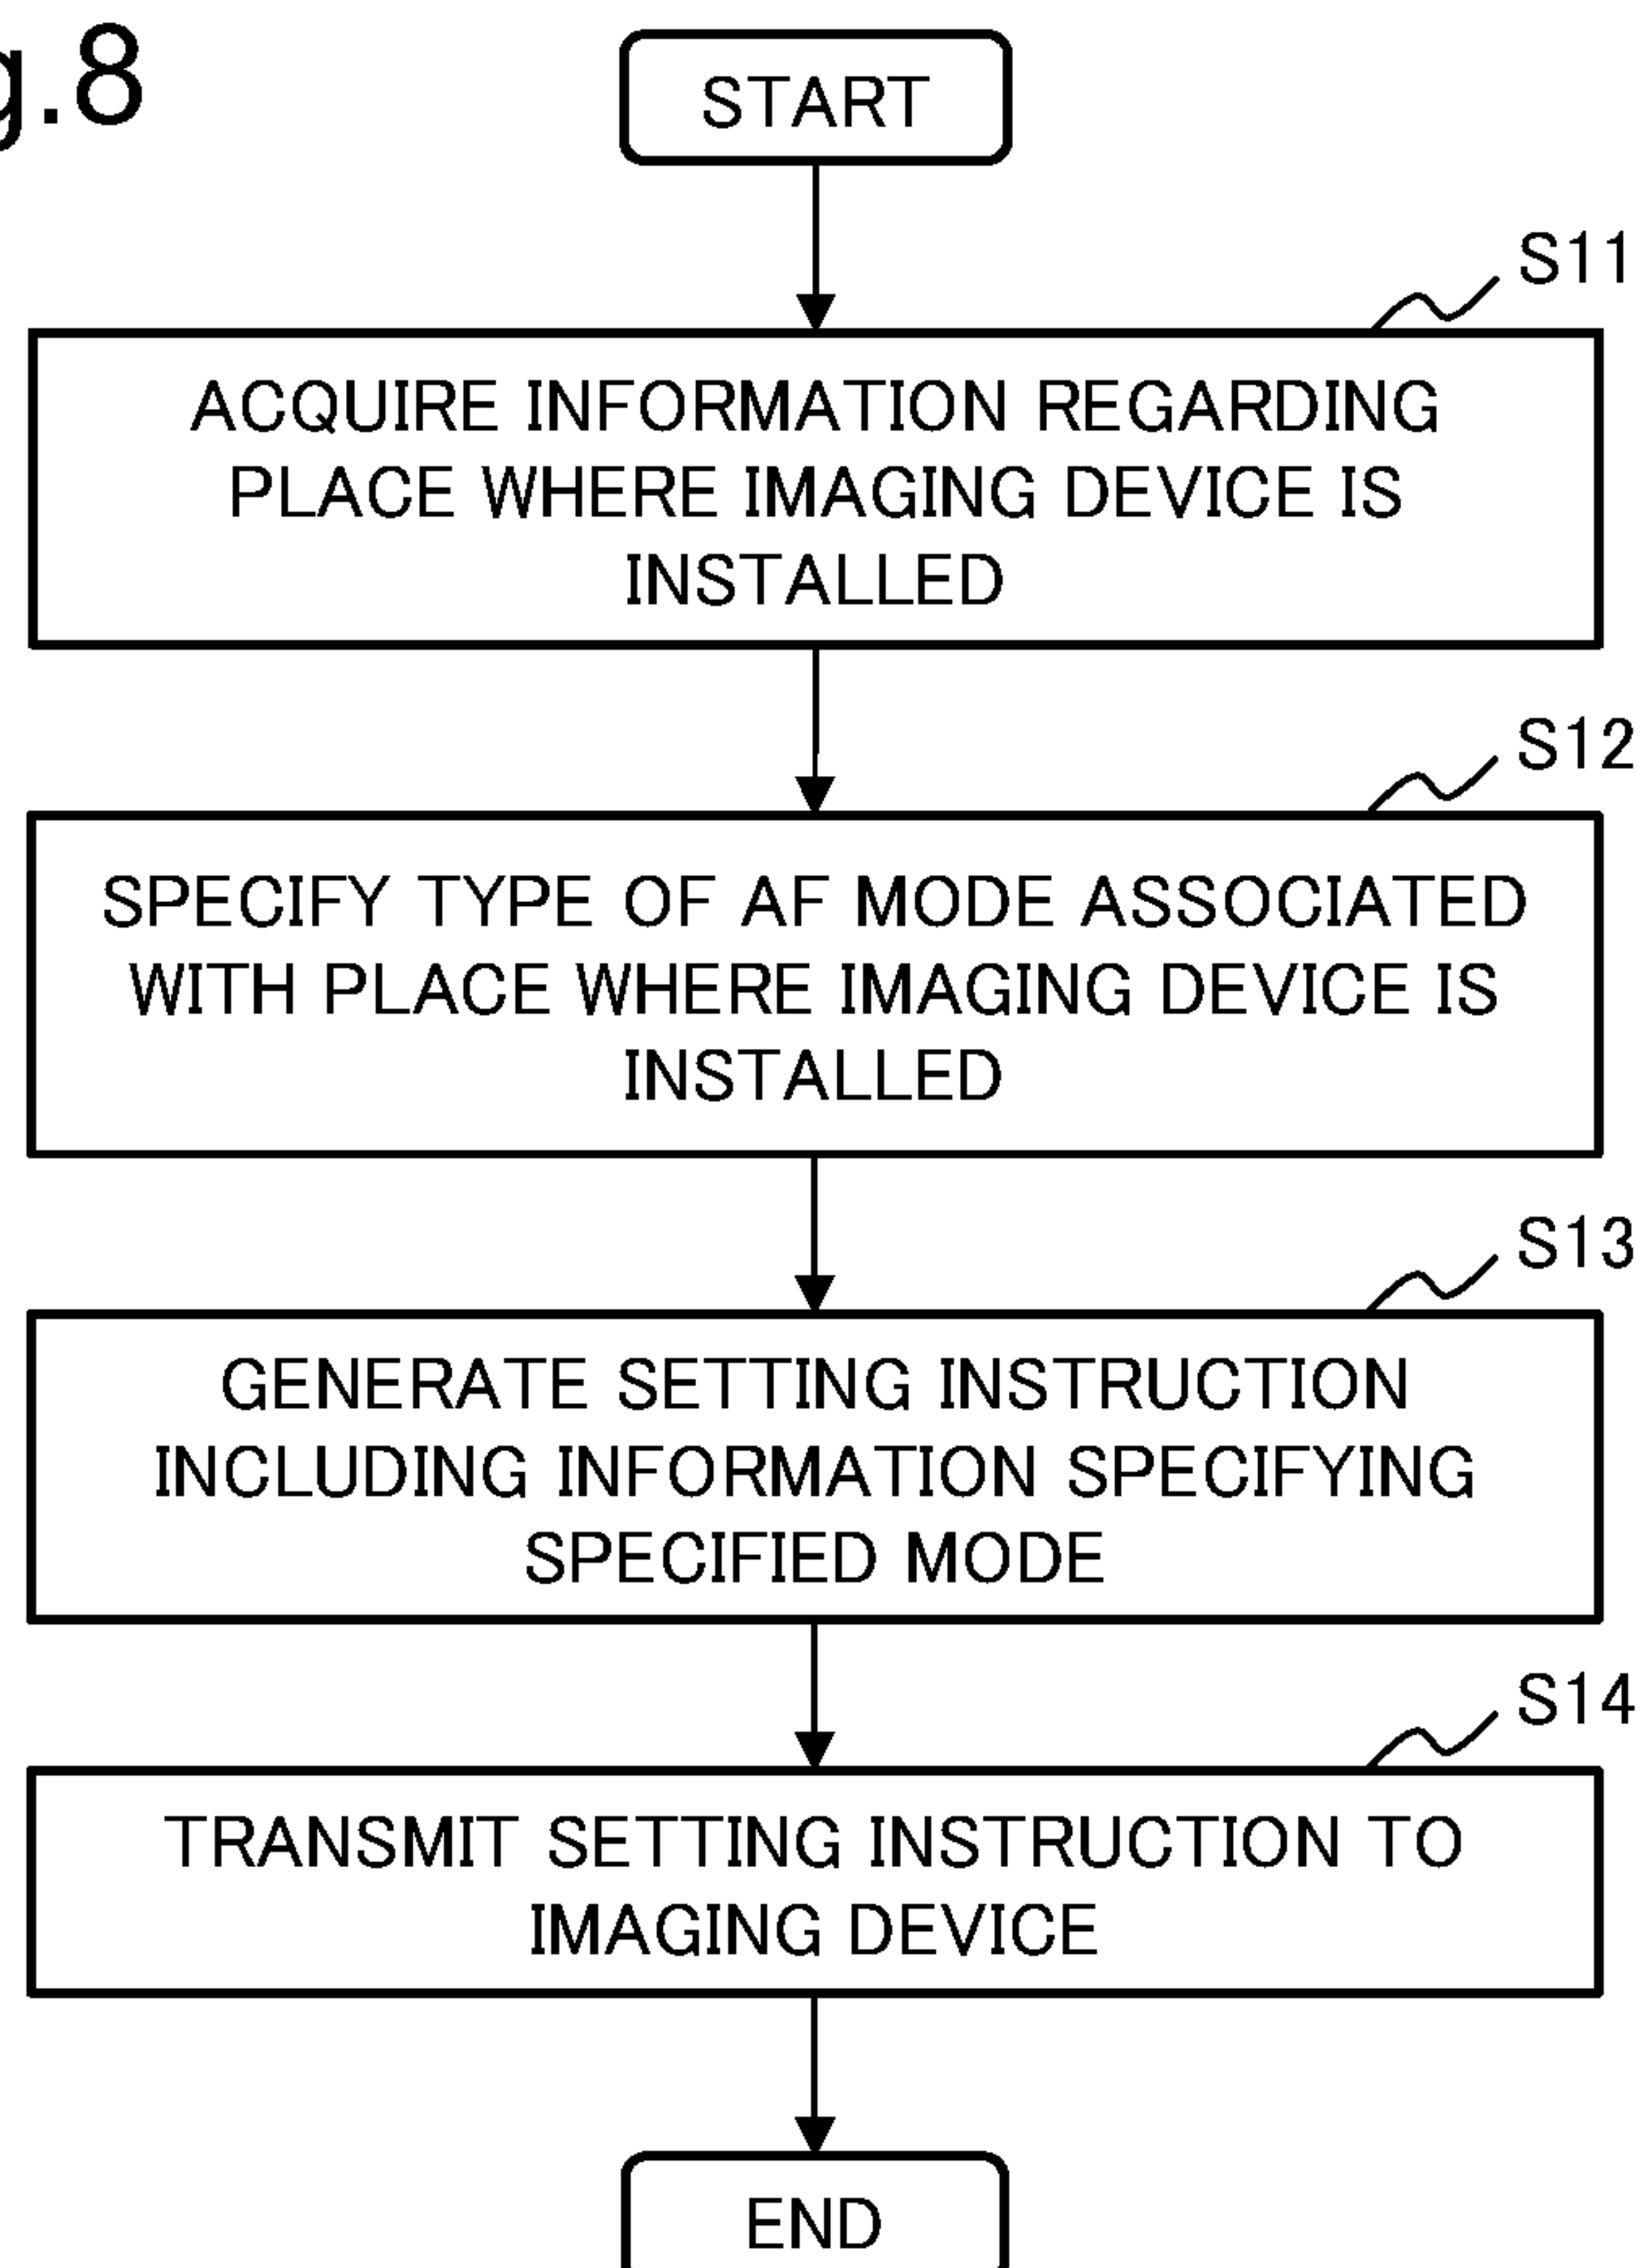 g.8
START
S11
ACQUIRE INFORMATION REGARDING
PLACE WHERE IMAGING DEVICE IS
INSTALLED
S12
SPECIFY TYPE OF AF MODE ASSOCIATED
WITH PLACE WHERE IMAGING DEVICE IS
INSTALLED
S13
GENERATE SETTING INSTRUCTION
INCLUDING INFORMATION SPECIFYING
SPECIFIED MODE
S14
TRANSMIT SETTING INSTRUCTION TO
IMAGING DEVICE
END